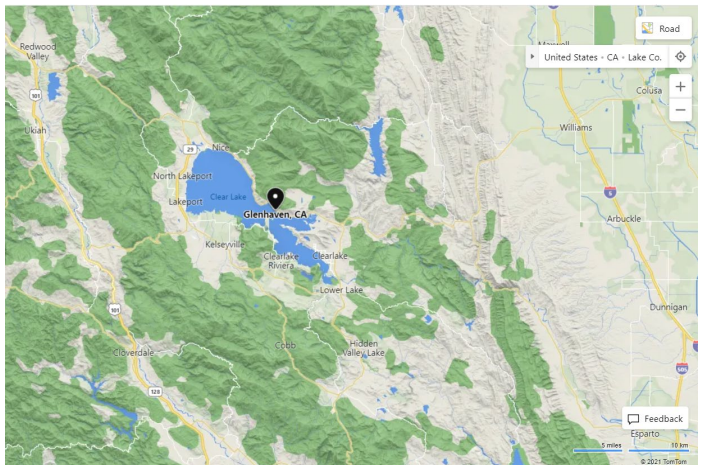 Redwood
Valley
Road
United States • CA • Lake Co.
+
−
Colusa
101
Ukiah
Williams
Nice
29
North Lakeport
Clear Lake
Lakeport
5
Glenhaven, CA
Arbuckle
Kelseyville
Clearlake
Riviera
Clearlake
Lower Lake
101
Dunnigan
Cobb
Hidden
Valley Lake
Cloverdale
505
128
Feedback
Esparto
5 miles
10 km
© 2021 TomTom